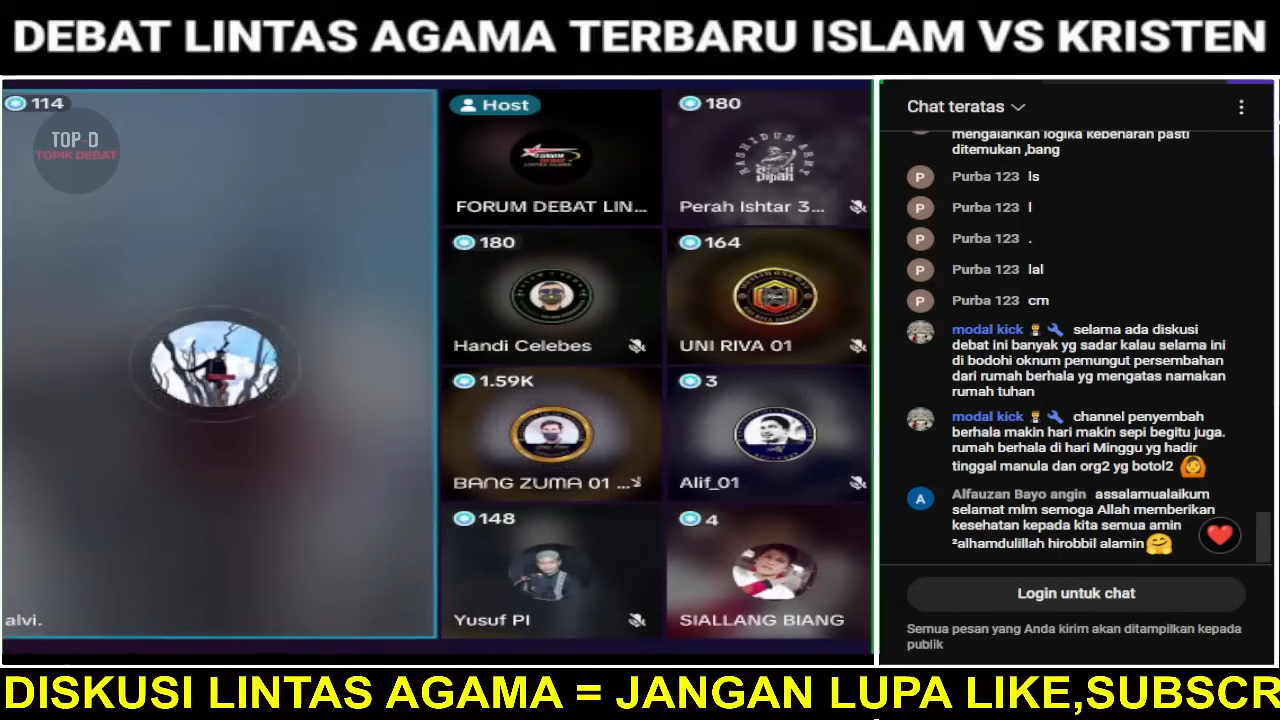 DEBAT LINTAS AGAMA TERBARU ISLAM VS KRISTEN
114
TOP-D
TOPIK DEBAT
alvi.
Host
FORUM DEBAT LIN...
180
RASHIDUN ARMY
Perah Ishtar 3...
180
Handi Celebes
164
UNI RIVA 01
1.59K
BANG ZUMA 01 ...
3
Alif_01
148
Yusuf PI
4
SIALLANG BIANG
Chat teratas
mengalahkan logika kebenaran pasti
ditemukan ,bang
P Purba 123 ls
P Purba 123 l
P Purba 123 .
P Purba 123 lal
P Purba 123 cm
modal kick selama ada diskusi
debat ini banyak yg sadar kalau selama ini
di bodohi oknum pemungut persembahan
dari rumah berhala yg mengatas namakan
rumah tuhan
modal kick channel penyembah
berhala makin hari makin sepi begitu juga.
rumah berhala di hari Minggu yg hadir
tinggal manula dan org2 yg botol2
A Alfauzan Bayo angin assalamualaikum
selamat mlm semoga Allah memberikan
kesehatan kepada kita semua amin
²alhamdulillah hirobbil alamin
Login untuk chat
Semua pesan yang Anda kirim akan ditampilkan kepada
publik
DISKUSI LINTAS AGAMA = JANGAN LUPA LIKE,SUBSCR